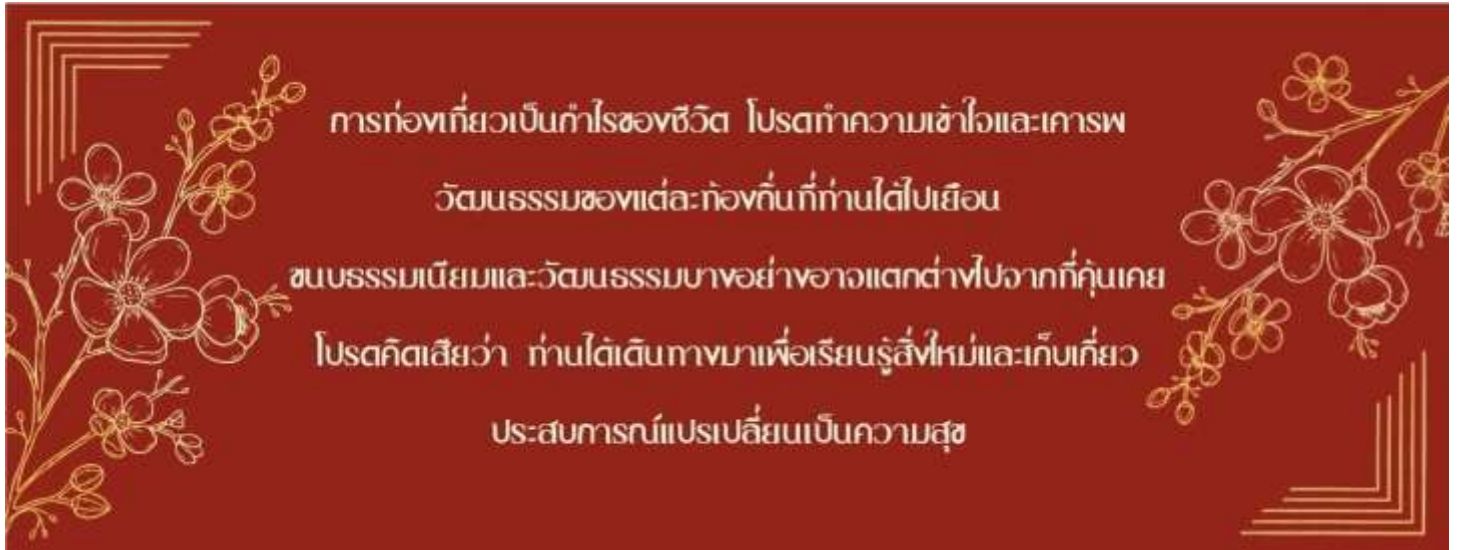 การท่องเที่ยวเป็นกำไรของชีวิต โปรดทำความเข้าใจและเคารพ
วัฒนธรรมของแต่ละท้องถิ่นที่ท่านได้ไปเยือน
ขนบธรรมเนียมและวัฒนธรรมบางอย่างอาจแตกต่างไปจากที่คุ้นเคย
โปรดคิดเสียว่า ท่านได้เดินทางมาเพื่อเรียนรู้สิ่งใหม่และเก็บเกี่ยว
ประสบการณ์แปรเปลี่ยนเป็นความสุข